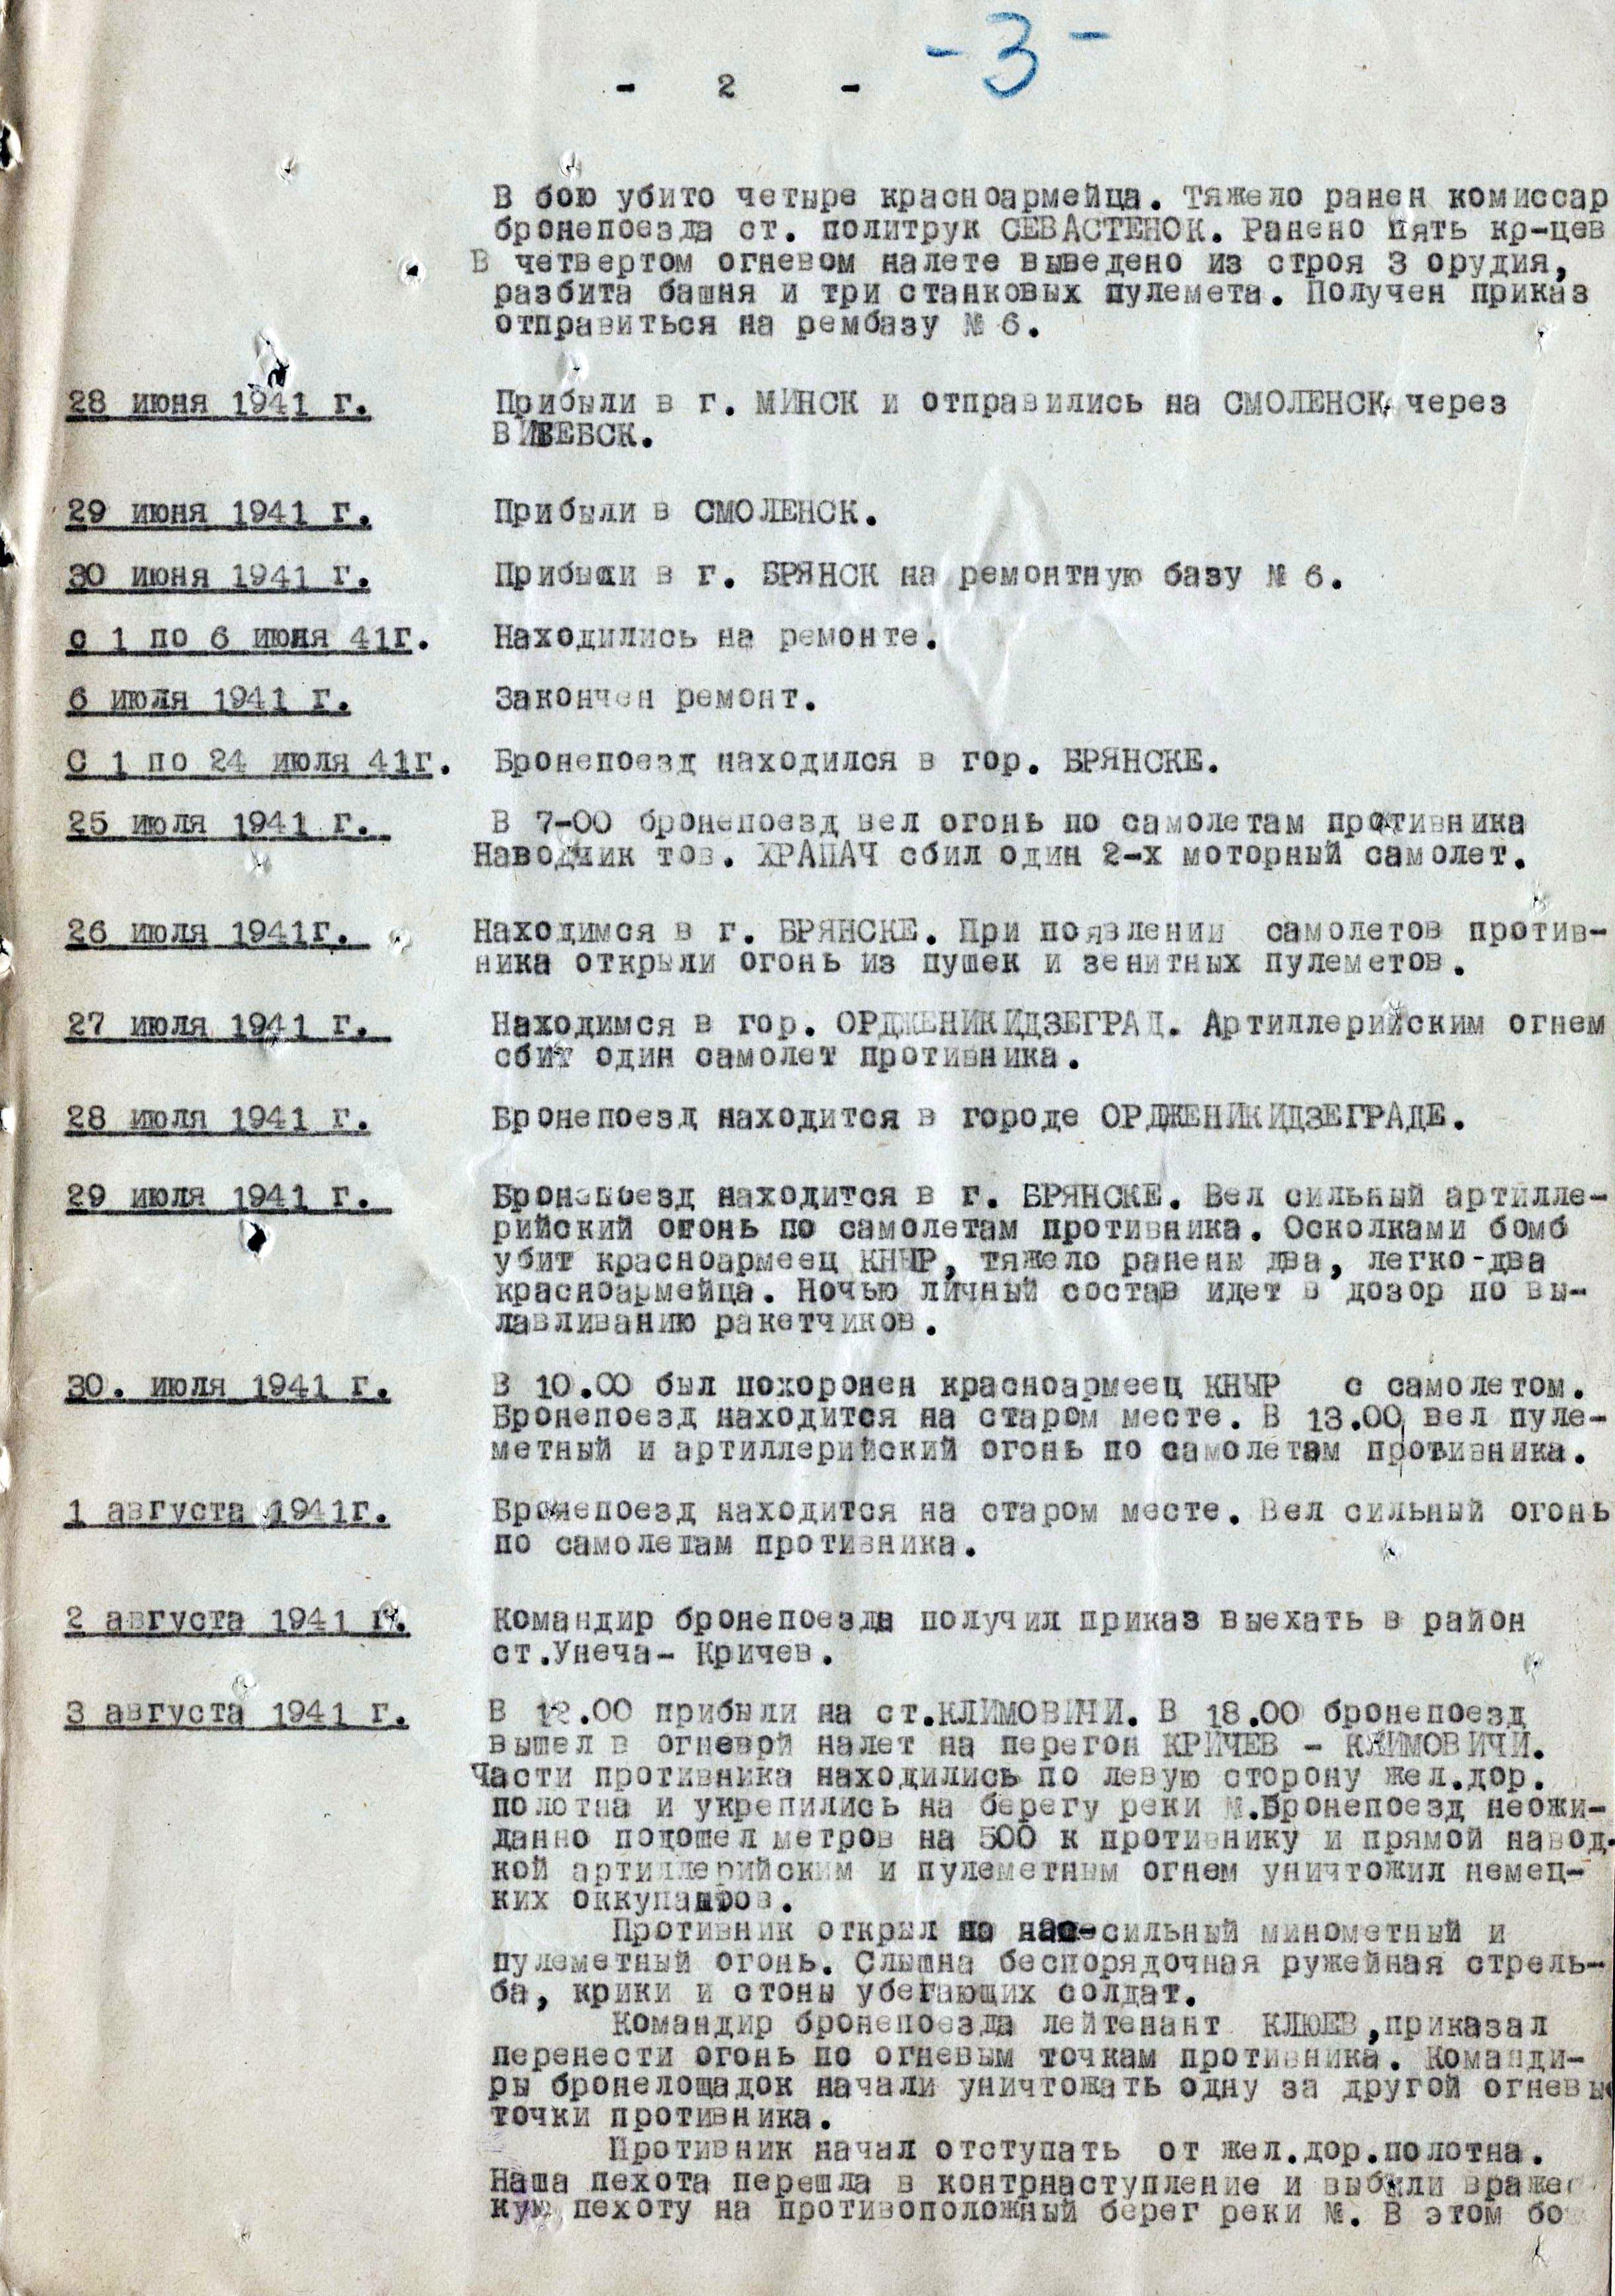 - 3 -
- 2 -
В бою убито четыре красноармейца. Тяжело ранен комиссар
бронепоезда ст. политрук СЕВАСТЕНОК. Ранено пять кр-цев
В четвертом огневом налете выведено из строя 3 орудия,
разбита башня и три станковых пулемета. Получен приказ
отправиться на рембазу № 6.
28 июня 1941 г. Прибыли в г. МИНСК и отправились на СМОЛЕНСК через
ВИТЕБСК.
29 июня 1941 г. Прибыли в СМОЛЕНСК.
30 июня 1941 г. Прибыли в г. БРЯНСК на ремонтную базу № 6.
с 1 по 6 июля 41г. Находились на ремонте.
6 июля 1941 г. Закончен ремонт.
С 1 по 24 июля 41г. Бронепоезд находился в гор. БРЯНСКЕ.
25 июля 1941 г. В 7-00 бронепоезд вел огонь по самолетам противника
Наводчик тов. ХРАПАЧ сбил один 2-х моторный самолет.
26 июля 1941г. Находимся в г. БРЯНСКЕ. При появлении самолетов против-
ника открыли огонь из пушек и зенитных пулеметов.
27 июля 1941 г. Находимся в гор. ОРДЖЕНИКИДЗЕГРАД. Артиллерийским огнем
сбит один самолет противника.
28 июля 1941 г. Бронепоезд находится в городе ОРДЖЕНИКИДЗЕГРАДЕ.
29 июля 1941 г. Бронепоезд находится в г. БРЯНСКЕ. Вел сильный артилле-
рийский огонь по самолетам противника. Осколками бомб
убит красноармеец КНЫР, тяжело ранены два, легко-два
красноармейца. Ночью личный состав идет в дозор по вы-
лавливанию ракетчиков.
30. июля 1941 г. В 10.00 был похоронен красноармеец КНЫР с самолетом.
Бронепоезд находится на старом месте. В 13.00 вел пуле-
метный и артиллерийский огонь по самолетам противника.
1 августа 1941г. Бронепоезд находится на старом месте. Вел сильный огонь
по самолетам противника.
2 августа 1941 г. Командир бронепоезда получил приказ выехать в район
ст.Унеча- Кричев.
3 августа 1941 г. В 12.00 прибыли на ст.КЛИМОВИЧИ. В 18.00 бронепоезд
вышел в огневой налет на перегон КРИЧЕВ - КЛИМОВИЧИ.
Части противника находились по левую сторону жел.дор.
полотна и укрепились на берегу реки №.Бронепоезд неожи-
данно подошел метров на 500 к противнику и прямой навод-
кой артиллерийским и пулеметным огнем уничтожил немец-
ких оккупантов.
Противник открыл по нас сильный минометный и
пулеметный огонь. Слышна беспорядочная ружейная стрель-
ба, крики и стоны убегающих солдат.
Командир бронепоезда лейтенант КЛЮЕВ,приказал
перенести огонь по огневым точкам противника. Команди-
ры бронелощадок начали уничтожать одну за другой огневые
точки противника.
Противник начал отступать от жел.дор.полотна.
Наша пехота перешла в контрнаступление и выбили вражес
кую пехоту на противоположный берег реки №. В этом бою